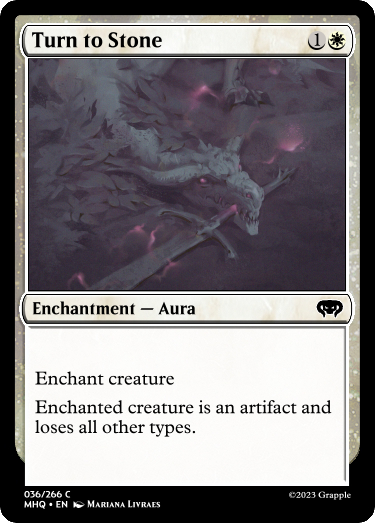 Turn to Stone 1
Enchantment — Aura
Enchant creature
Enchanted creature is an artifact and
loses all other types.
036/266 C
MHQ • EN Mariana Livraes
©2023 Grapple